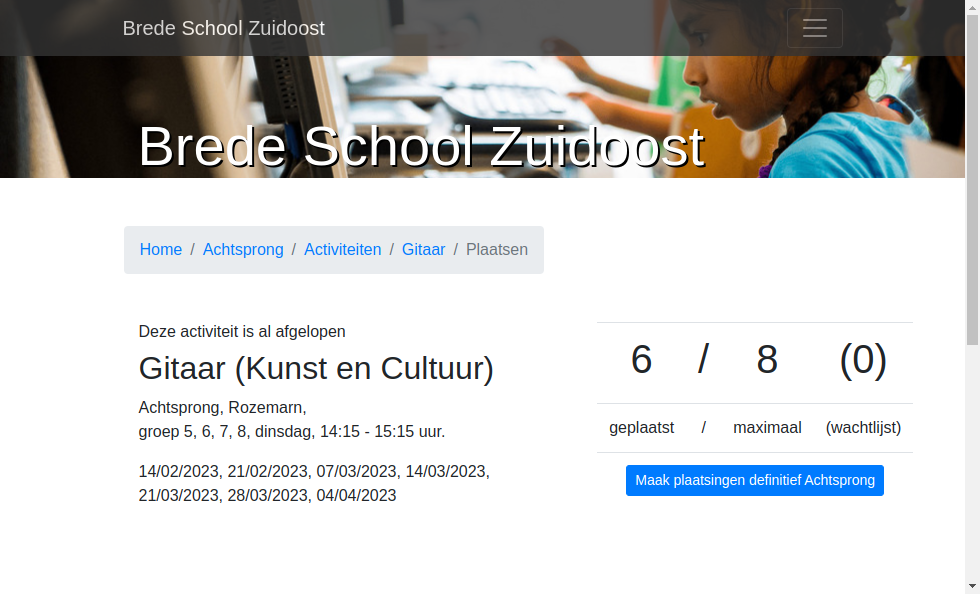 Brede School Zuidoost
Brede School Zuidoost
Home / Achtsprong / Activiteiten / Gitaar / Plaatsen
Deze activiteit is al afgelopen
Gitaar (Kunst en Cultuur)
Achtsprong, Rozemarn,
groep 5, 6, 7, 8, dinsdag, 14:15 - 15:15 uur.
14/02/2023, 21/02/2023, 07/03/2023, 14/03/2023,
21/03/2023, 28/03/2023, 04/04/2023
6 / 8 (0)
geplaatst / maximaal (wachtlijst)
Maak plaatsingen definitief Achtsprong